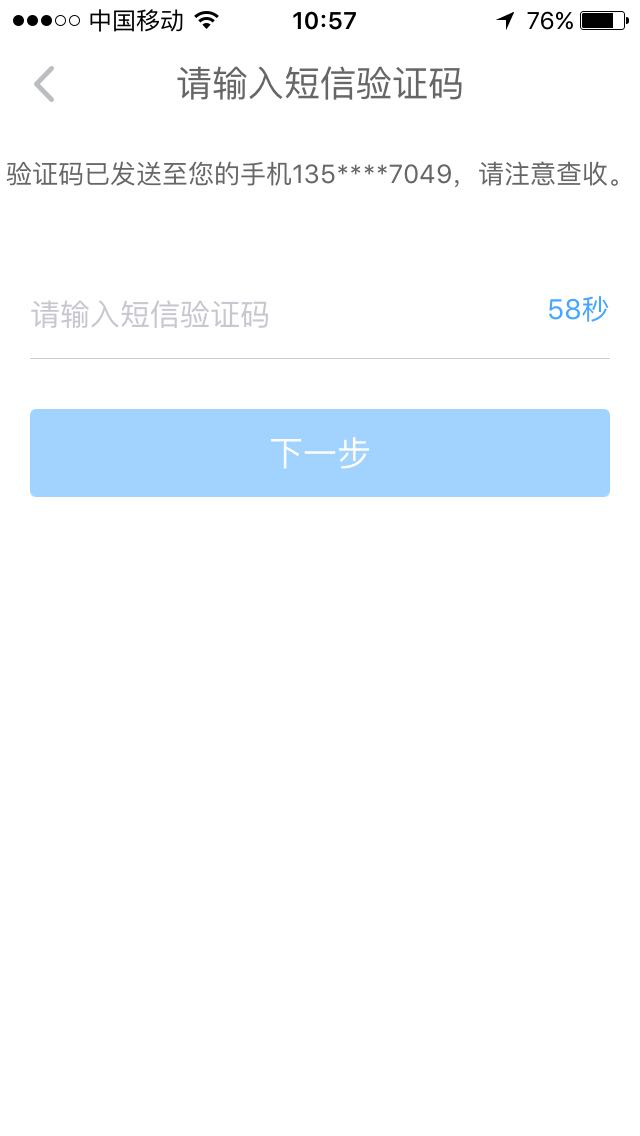 中国移动 10:57 76%
请输入短信验证码
验证码已发送至您的手机135****7049，请注意查收。
请输入短信验证码 58秒
下一步